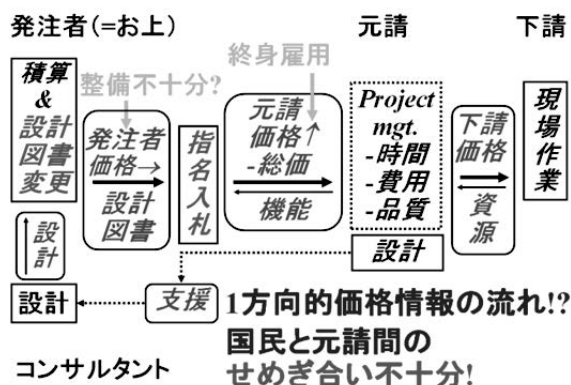 発注者(=お上)
元請
下請
積算
&
設計
図書
変更
整備不十分?
終身雇用
発注者
価格→
設計
図書
指名入札
元請
価格↑
-総価
機能
Project
mgt.
-時間
-費用
-品質
下請
価格
資源
現場作業
設計
設計
設計
支援
コンサルタント
1方向的価格情報の流れ!?
国民と元請間の
せめぎ合い不十分!